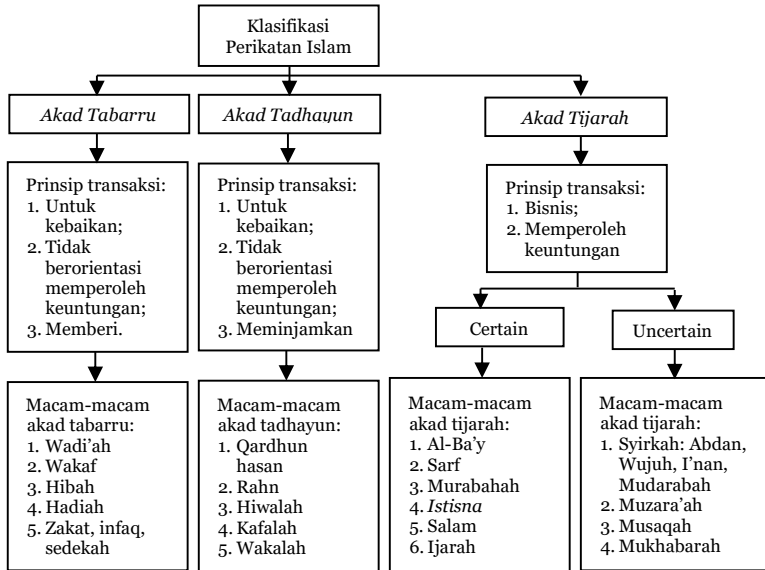 Klasifikasi
Perikatan Islam
Akad Tabarru
Akad Tadhayun
Akad Tijarah
Prinsip transaksi:
1. Untuk
kebaikan;
2. Tidak
berorientasi
memperoleh
keuntungan;
3. Memberi.
Prinsip transaksi:
1. Untuk
kebaikan;
2. Tidak
berorientasi
memperoleh
keuntungan;
3. Meminjamkan
Prinsip transaksi:
1. Bisnis;
2. Memperoleh
keuntungan
Certain
Uncertain
Macam-macam
akad tabarru:
1. Wadi’ah
2. Wakaf
3. Hibah
4. Hadiah
5. Zakat, infaq,
sedekah
Macam-macam
akad tadhayun:
1. Qardhun
hasan
2. Rahn
3. Hiwalah
4. Kafalah
5. Wakalah
Macam-macam
akad tijarah:
1. Al-Ba’y
2. Sarf
3. Murabahah
4. Istisna
5. Salam
6. Ijarah
Macam-macam
akad tijarah:
1. Syirkah: Abdan,
Wujuh, I’nan,
Mudarabah
2. Muzara’ah
3. Musaqah
4. Mukhabarah